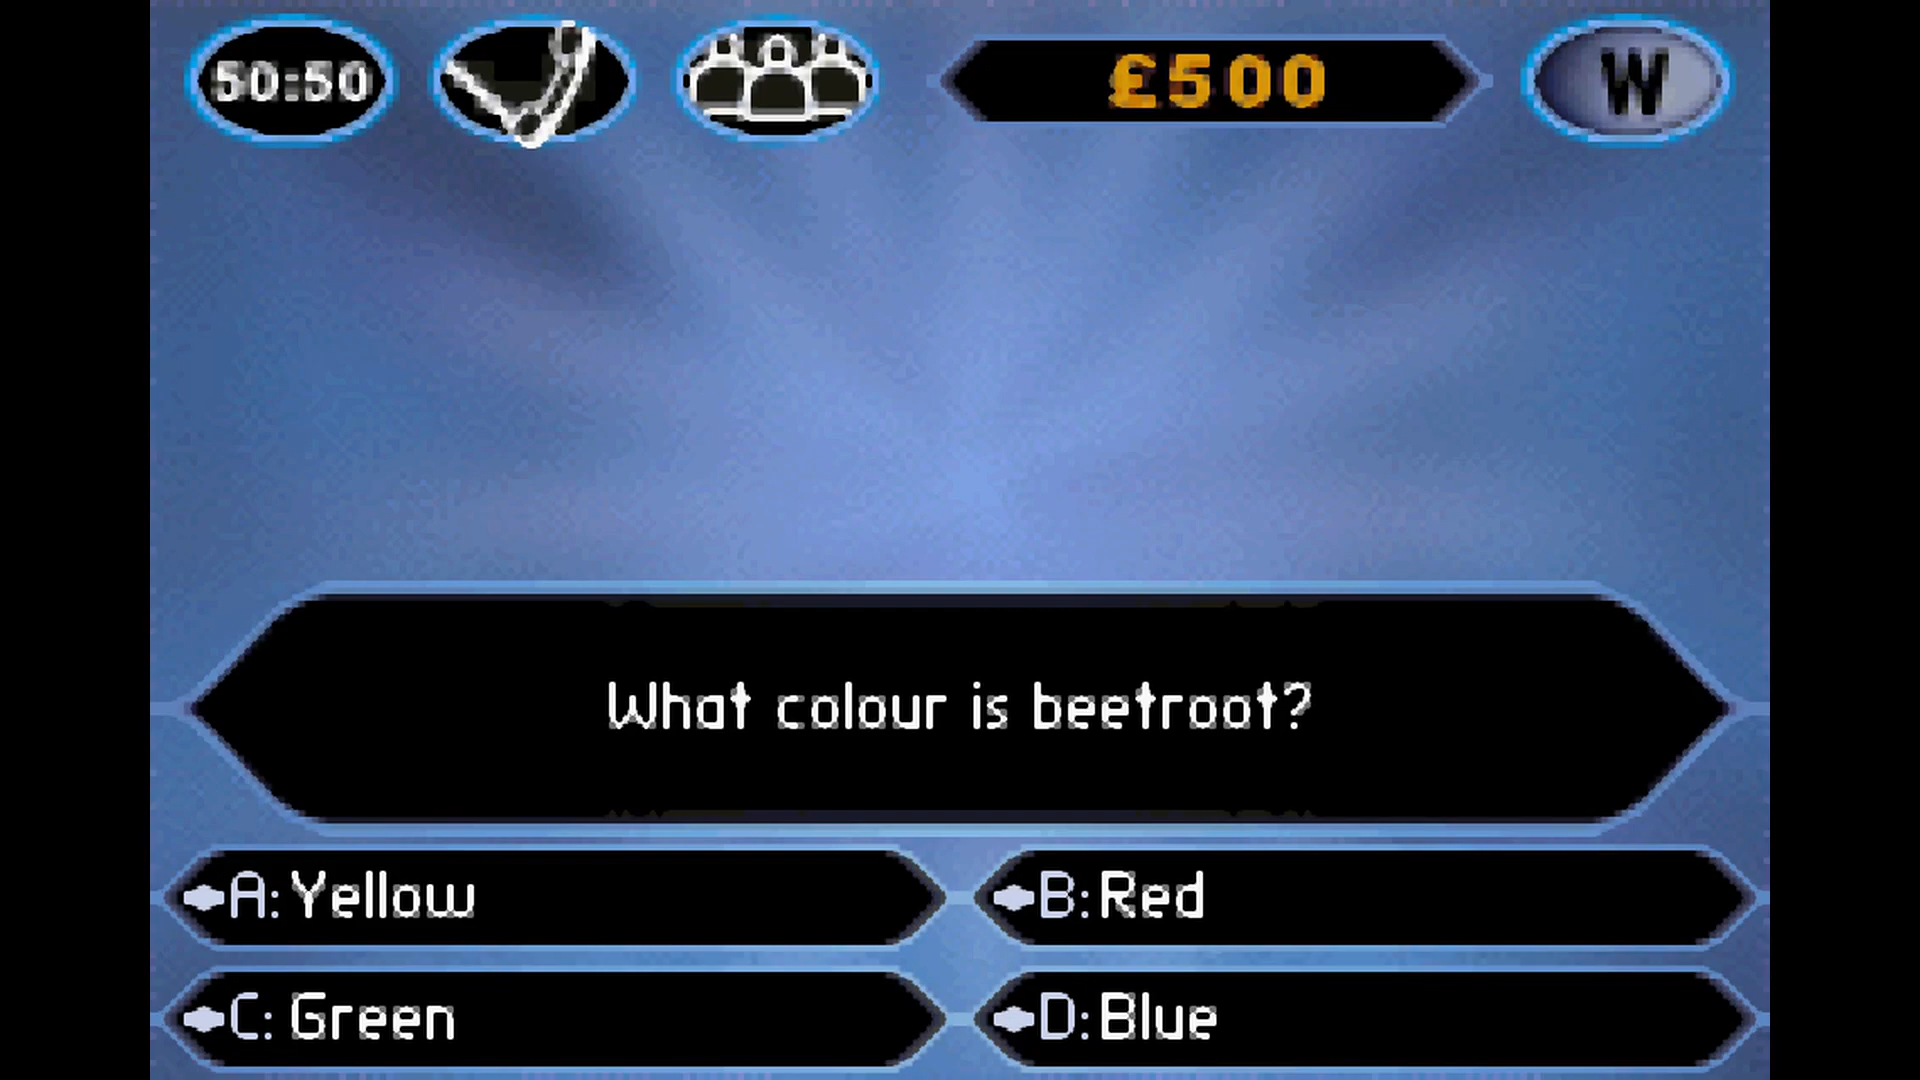 50:50
£500
W
What colour is beetroot?
A: Yellow
B: Red
C: Green
D: Blue